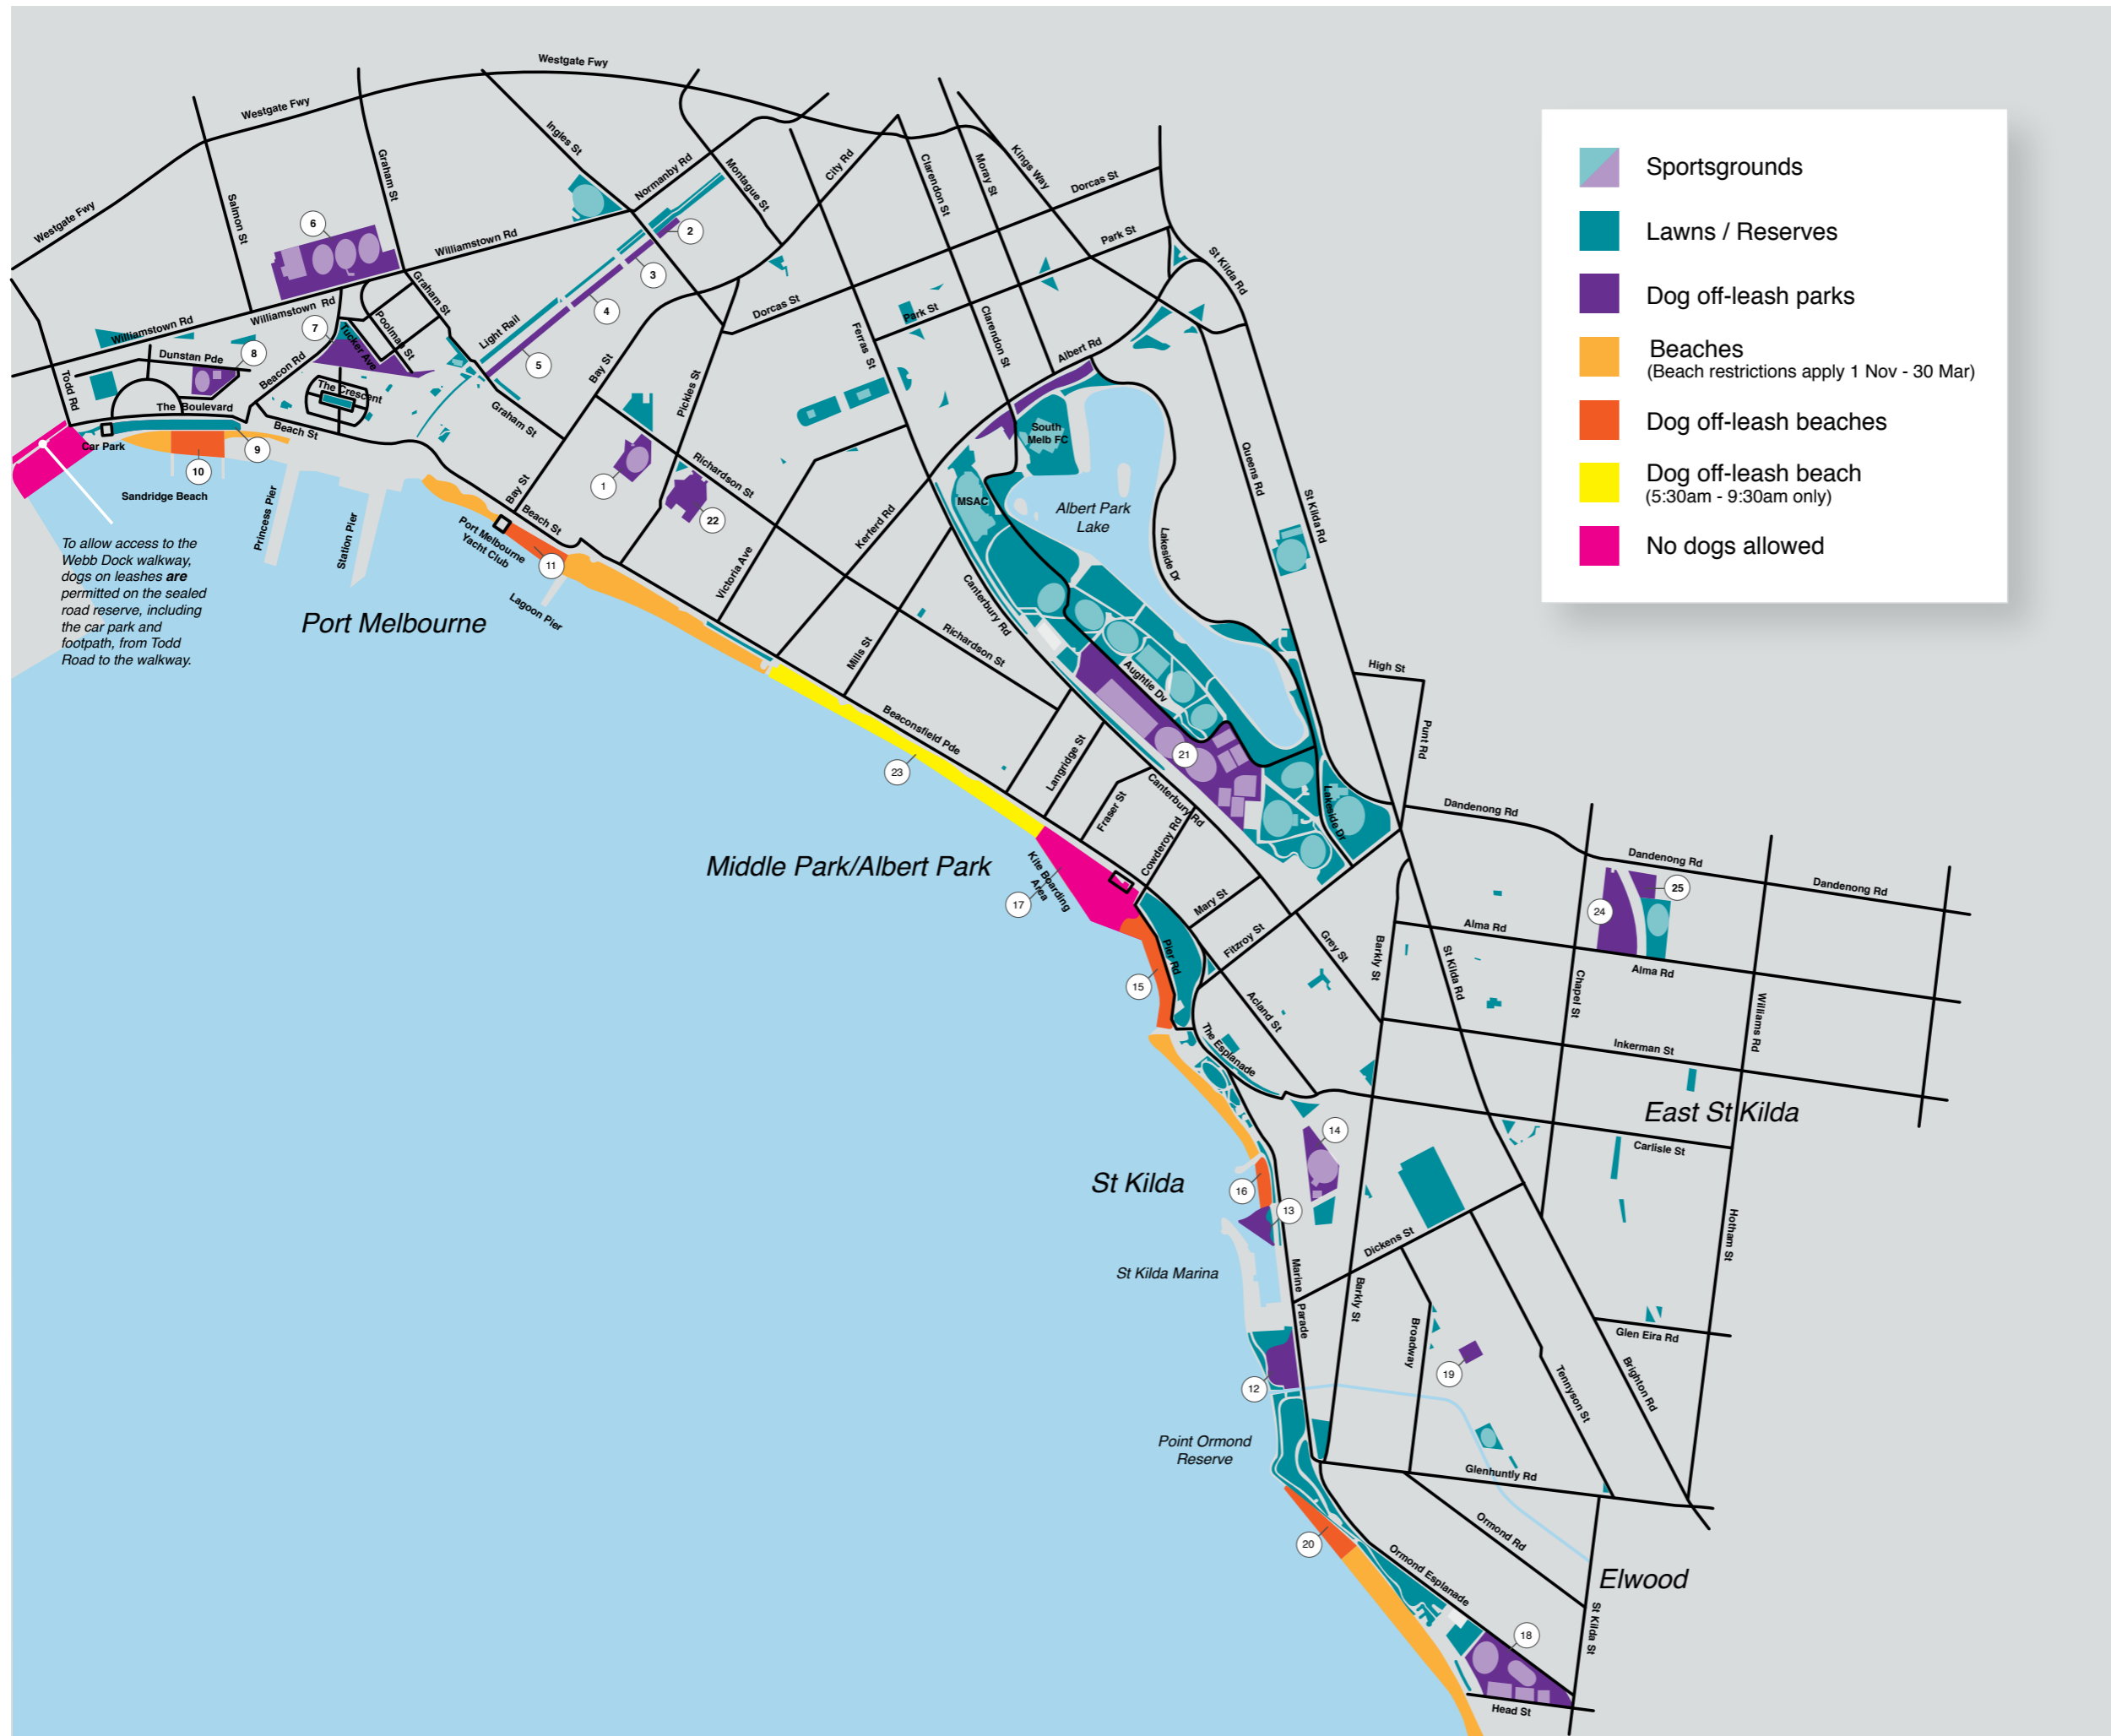 Westgate Fwy
Westgate Fwy
Westgate Fwy
Salmon St
Graham St
Ingles St
Normanby Rd
Montague St
City Rd
Clarendon St
Moray St
Kings Way
Dorcas St
Park St
St Kilda Rd
Williamstown Rd
Williamstown Rd
Williamstown Rd
Graham St
Poolman St
Tucker Ave
Light Rail
Dunstan Pde
Beacon Rd
The Crescent
The Boulevard
Todd Rd
Car Park
Beach St
Graham St
Bay St
Pickles St
Dorcas St
Ferras St
Park St
Clarendon St
Albert Rd
South
Melb FC
MSAC
Albert Park
Lake
Lakeside Dr
Queens Rd
St Kilda Rd
Sandridge Beach
Princess Pier
Station Pier
Bay St
Beach St
Port Melbourne
Yacht Club
Lagoon Pier
Richardson St
Victoria Ave
Kerferd Rd
Canterbury Rd
Mills St
Richardson St
Aughtie Dv
High St
Punt Rd
To allow access to the
Webb Dock walkway,
dogs on leashes are
permitted on the sealed
road reserve, including
the car park and
footpath, from Todd
Road to the walkway.
Port Melbourne
Beaconsfield Pde
Langridge St
Fraser St
Canterbury Rd
Cowderoy Rd
Lakeside Dr
Middle Park/Albert Park
Kite Boarding
Area
Mary St
Fitzroy St
Pier Rd
Grey St
Acland St
The Esplanade
Barkly St
St Kilda Rd
Dandenong Rd
Dandenong Rd
Dandenong Rd
Alma Rd
Alma Rd
Chapel St
Williams Rd
Inkerman St
East St Kilda
Carlisle St
St Kilda
St Kilda Marina
Marine
Parade
Dickens St
Barkly St
Broadway
Hotham St
Glen Eira Rd
Brighton Rd
Tennyson St
Point Ormond
Reserve
Glenhuntly Rd
Ormond Rd
Ormond Esplanade
Elwood
St Kilda St
Head St
1
2
3
4
5
6
7
8
9
10
11
12
13
14
15
16
17
18
19
20
21
22
23
24
25
Sportsgrounds
Lawns / Reserves
Dog off-leash parks
Beaches
(Beach restrictions apply 1 Nov - 30 Mar)
Dog off-leash beaches
Dog off-leash beach
(5:30am - 9:30am only)
No dogs allowed